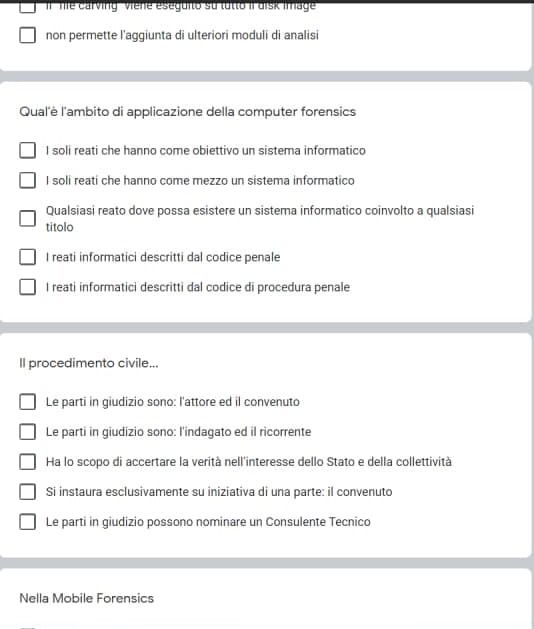 Il "file carving" viene eseguito su tutto il disk image
non permette l'aggiunta di ulteriori moduli di analisi
Qual'è l'ambito di applicazione della computer forensics
I soli reati che hanno come obiettivo un sistema informatico
I soli reati che hanno come mezzo un sistema informatico
Qualsiasi reato dove possa esistere un sistema informatico coinvolto a qualsiasi
titolo
I reati informatici descritti dal codice penale
I reati informatici descritti dal codice di procedura penale
Il procedimento civile...
Le parti in giudizio sono: l'attore ed il convenuto
Le parti in giudizio sono: l'indagato ed il ricorrente
Ha lo scopo di accertare la verità nell'interesse dello Stato e della collettività
Si instaura esclusivamente su iniziativa di una parte: il convenuto
Le parti in giudizio possono nominare un Consulente Tecnico
Nella Mobile Forensics